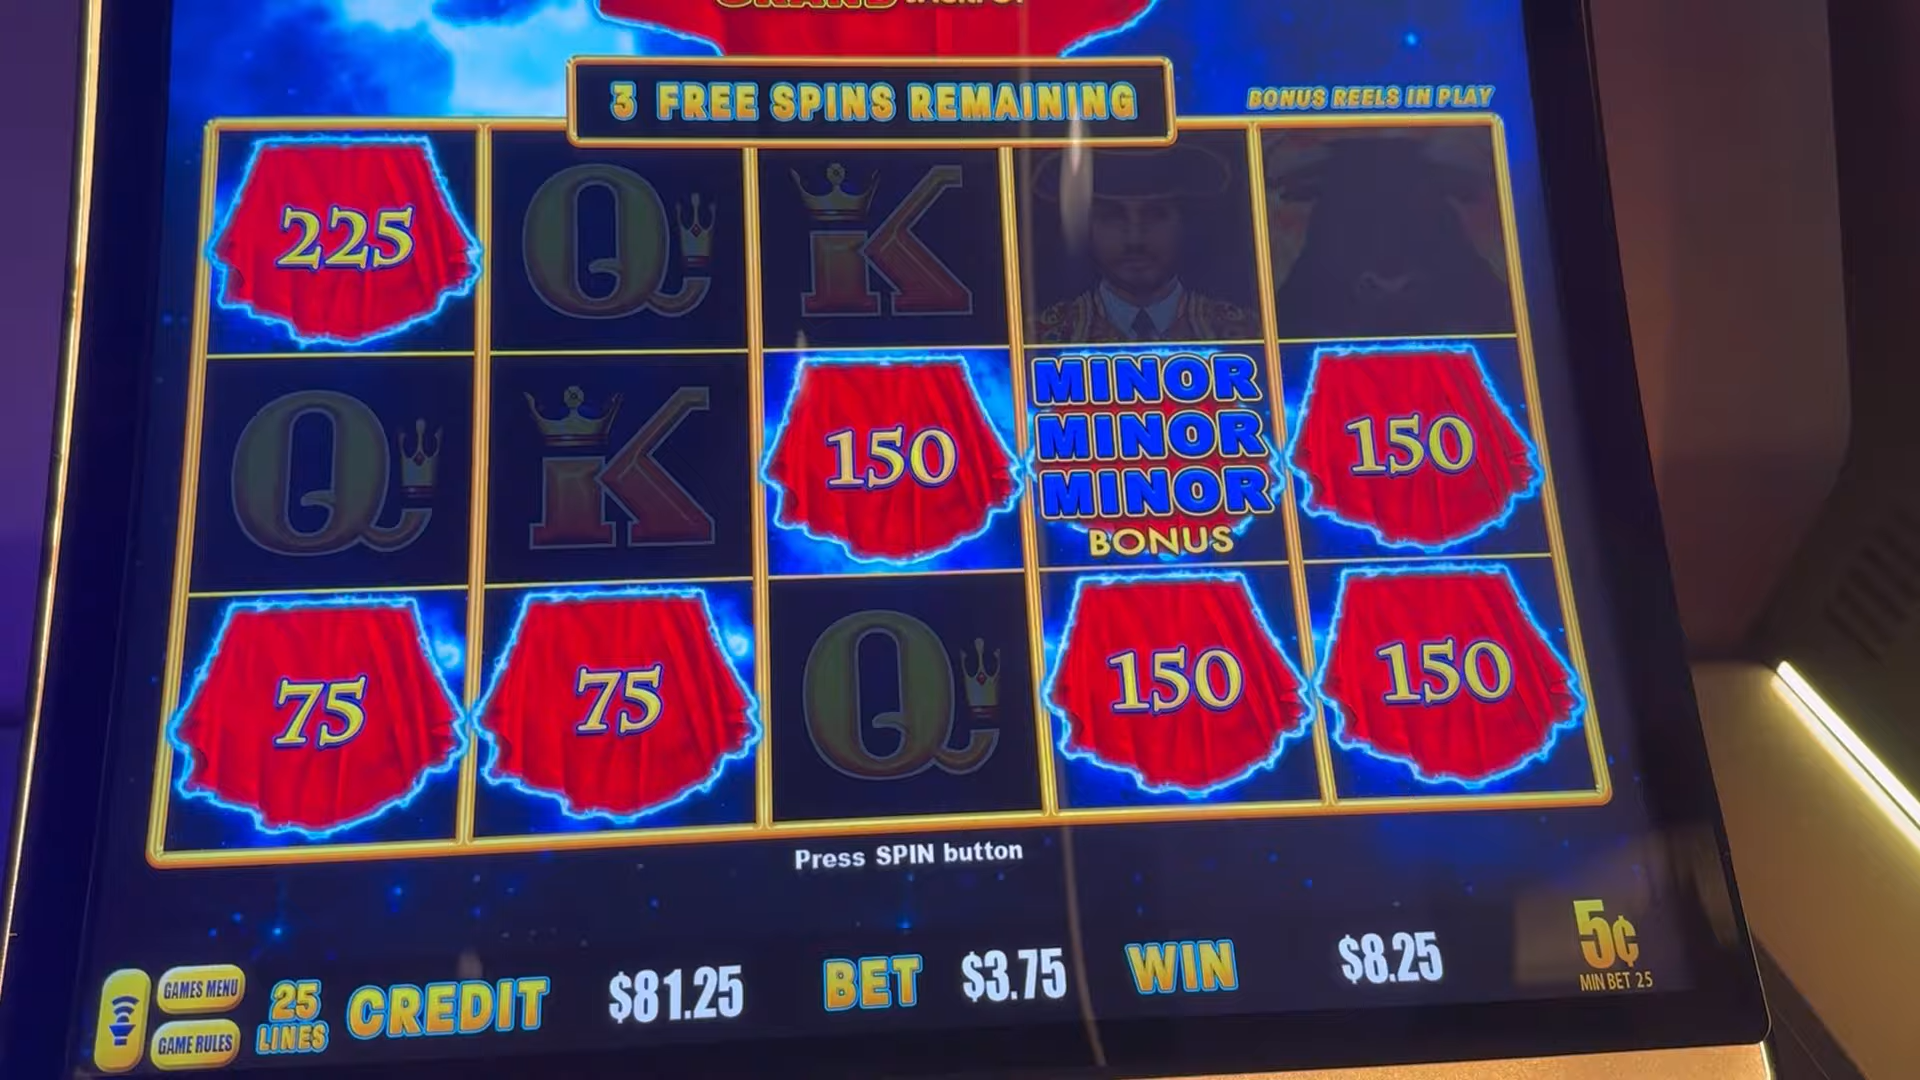 GRAND JACKPOT
3 FREE SPINS REMAINING
BONUS REELS IN PLAY
225
Q
K
Q
K
150
MINOR
MINOR
MINOR
BONUS
150
75
75
Q
150
150
Press SPIN button
GAMES MENU
GAME RULES
25
LINES
CREDIT
$81.25
BET
$3.75
WIN
$8.25
5¢
MIN BET 25